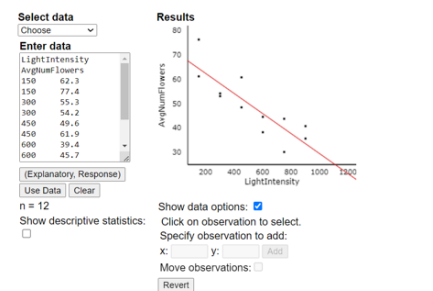 Select data
Choose
Enter data
LightIntensity
AvgNumFlowers
150 62.3
150 77.4
300 55.3
300 54.2
450 49.6
450 61.9
600 39.4
600 45.7
(Explanatory, Response)
Use Data Clear
n = 12
Show descriptive statistics:
Results
80
70
60
50
40
30
AvgNumFlowers
200 400 600 800 1000 1200
LightIntensity
Show data options:
Click on observation to select.
Specify observation to add:
x: y: Add
Move observations:
Revert